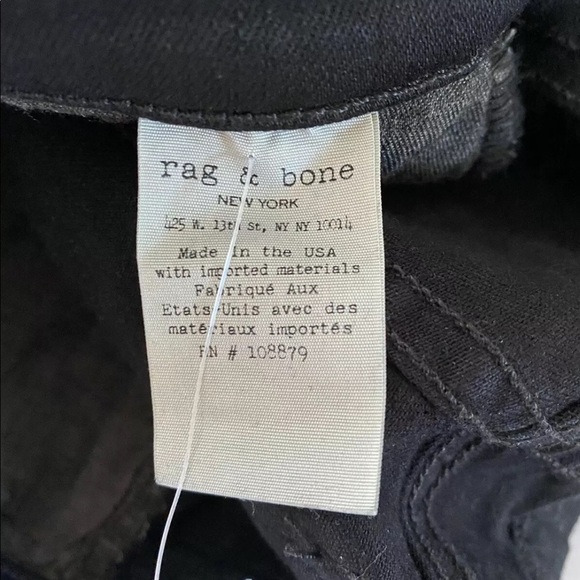 rag & bone
NEW YORK
425 W. 13th St, NY NY 10014
Made in the USA
with imported materials
Fabriqué Aux
Etats-Unis avec des
matériaux importés
RN # 108879